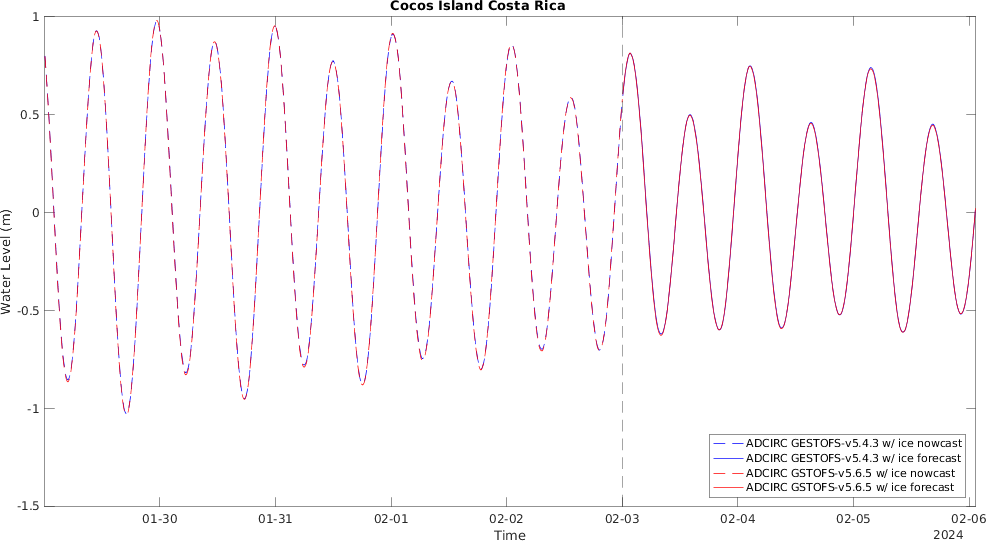 Cocos Island Costa Rica
1
0.5
0
-0.5
-1
-1.5
Water Level (m)
01-30
01-31
02-01
02-02
02-03
02-04
02-05
02-06
Time
2024
ADCIRC GESTOFS-v5.4.3 w/ ice nowcast
ADCIRC GESTOFS-v5.4.3 w/ ice forecast
ADCIRC GSTOFS-v5.6.5 w/ ice nowcast
ADCIRC GSTOFS-v5.6.5 w/ ice forecast